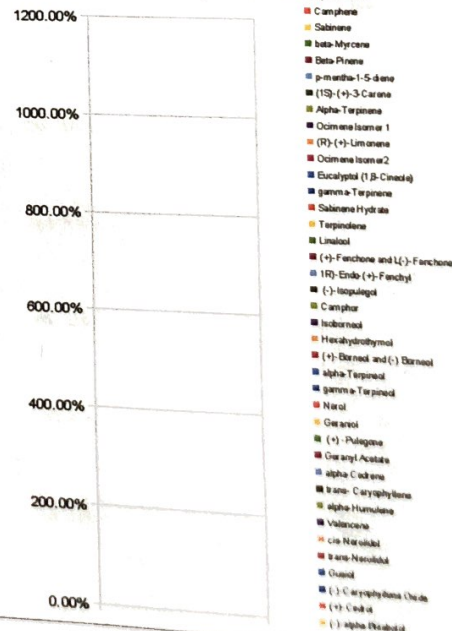 1200.00%
1000.00%
800.00%
600.00%
400.00%
200.00%
0.00%
Camphene
Sabinene
beta-Myrcene
Beta-Pinene
p-mentha-1-5-diene
(1S)-(+)-3-Carene
Alpha-Terpinene
Ocimene Isomer 1
(R)-(+)-Limonene
Ocimene Isomer2
Eucalyptol (1,8-Cineole)
gamma-Terpinene
Sabinene Hydrate
Terpinolene
Linalool
(+)-Fenchone and L(-)-Fenchone
1R)-Endo-(+)-Fenchyl
(-)-Isopulegol
Camphor
Isoborneol
Hexahydrothymol
(+)-Borneol and (-) Borneol
alpha-Terpineol
gamma-Terpineol
Nerol
Geraniol
(+)-Pulegone
Geranyl Acetate
alpha-Cedrene
trans-Caryophyllene
alpha-Humulene
Valencene
cis-Nerolidol
trans-Nerolidol
Guaiol
(-) Caryophyllene Oxide
(+) Cedrol
(-) alpha-Bisabolol